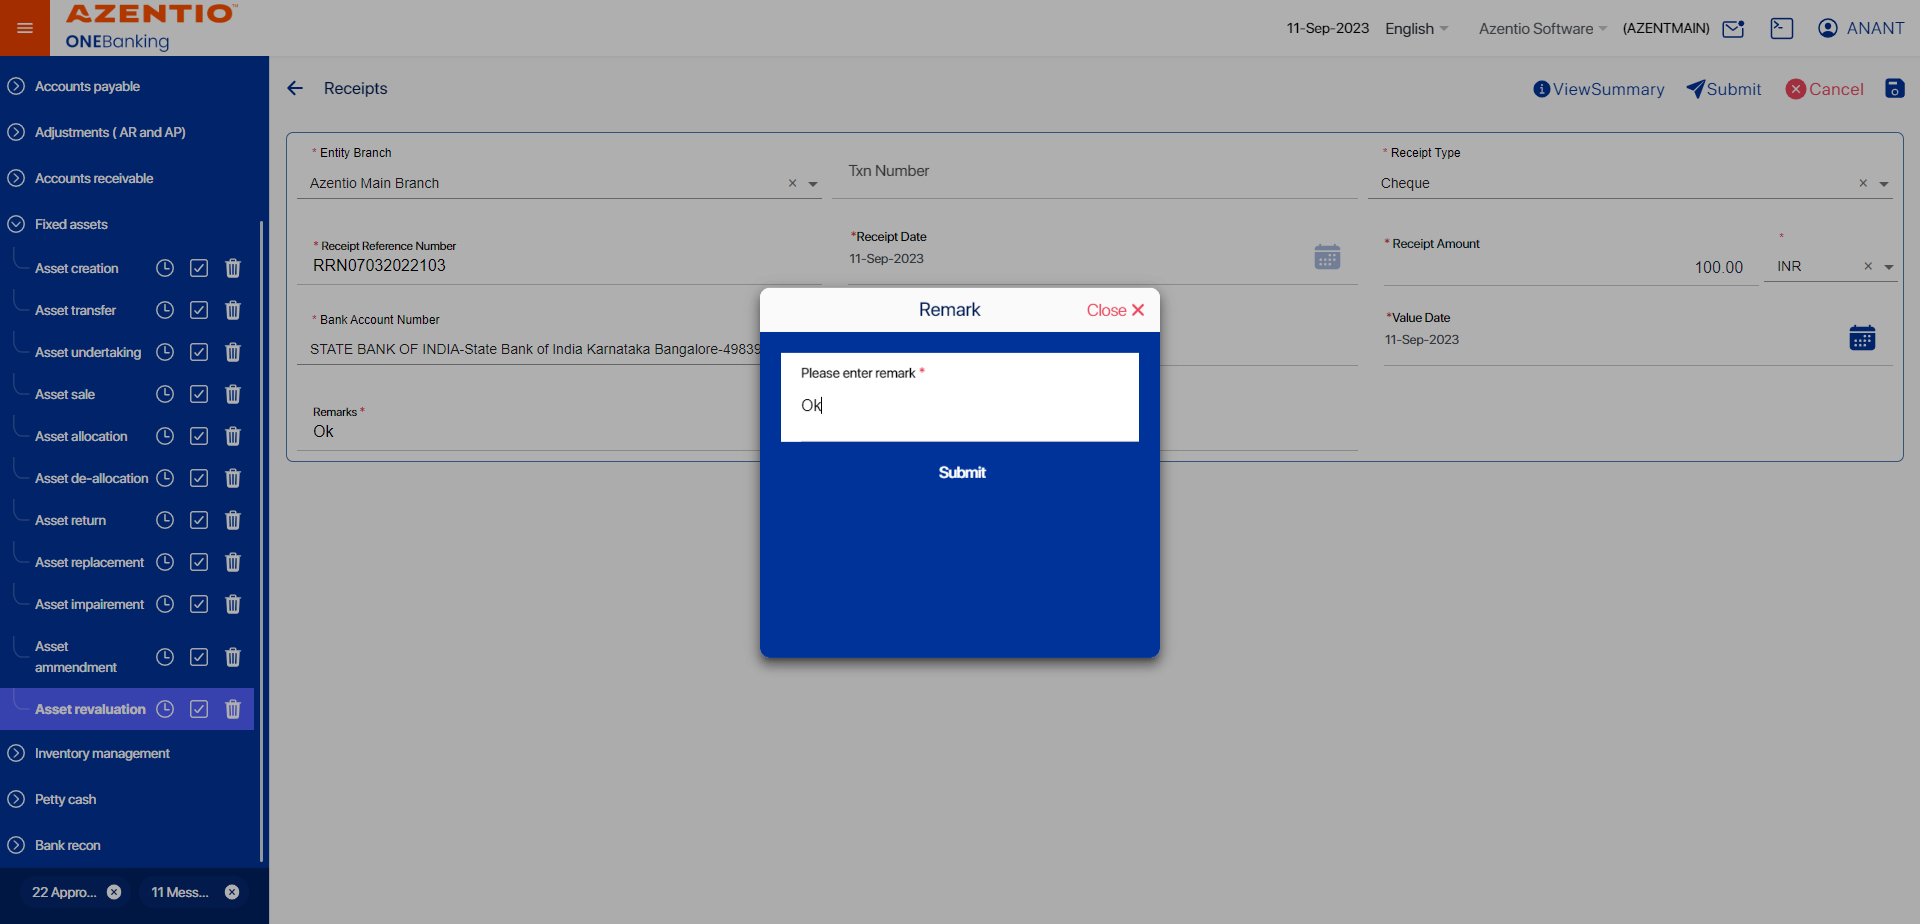 AZENTIO™
ONEBanking
11-Sep-2023 English Azentio Software (AZENTMAIN) ANANT
Accounts payable
Adjustments ( AR and AP)
Accounts receivable
Fixed assets
Asset creation
Asset transfer
Asset undertaking
Asset sale
Asset allocation
Asset de-allocation
Asset return
Asset replacement
Asset impairement
Asset
ammendment
Asset revaluation
Inventory management
Petty cash
Bank recon
22 Appro...
11 Mess...
Receipts
ViewSummary Submit Cancel
* Entity Branch
Azentio Main Branch
Txn Number
* Receipt Type
Cheque
* Receipt Reference Number
RRN07032022103
*Receipt Date
11-Sep-2023
* Receipt Amount
100.00
*
INR
* Bank Account Number
STATE BANK OF INDIA-State Bank of India Karnataka Bangalore-49839
*Value Date
11-Sep-2023
Remarks *
Ok
Remark
Close
Please enter remark *
Ok
Submit